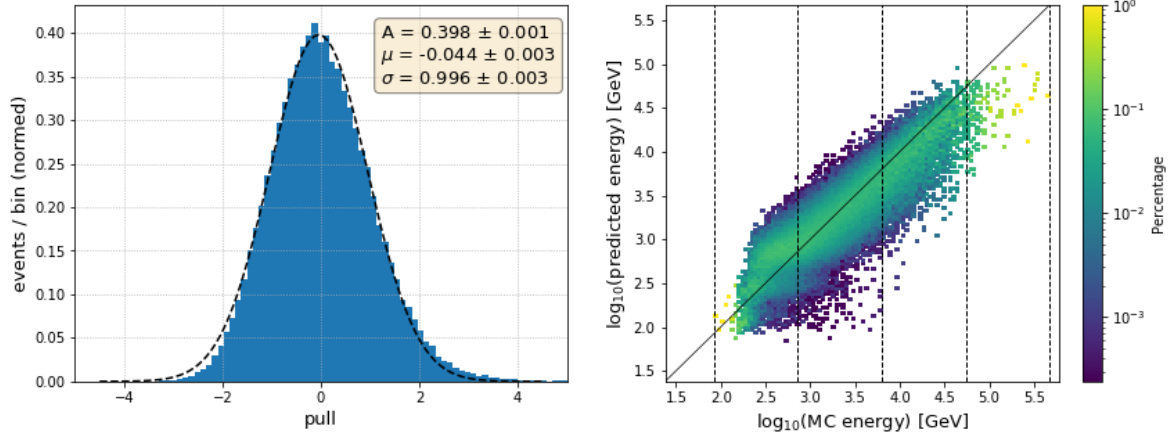 0.40
0.35
0.30
0.25
0.20
0.15
0.10
0.05
0.00
events / bin (normed)
A = 0.398 ± 0.001
μ = -0.044 ± 0.003
σ = 0.996 ± 0.003
−4 −2 0 2 4
pull
5.5
5.0
4.5
4.0
3.5
3.0
2.5
2.0
1.5
log₁₀(predicted energy) [GeV]
1.5 2.0 2.5 3.0 3.5 4.0 4.5 5.0 5.5
log₁₀(MC energy) [GeV]
10⁰
10⁻¹
10⁻²
10⁻³
Percentage